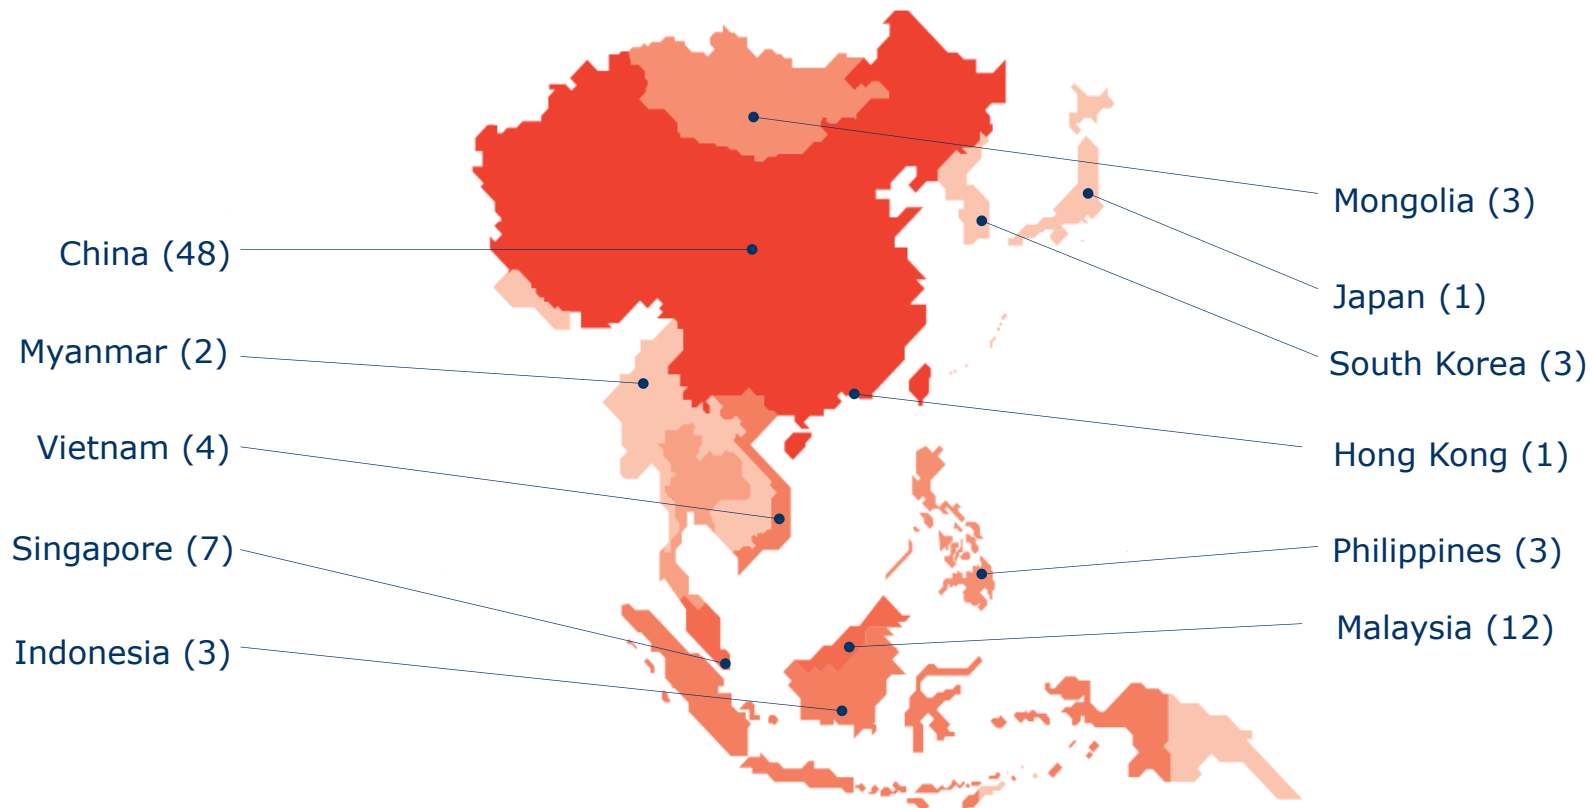 China (48)
Myanmar (2)
Vietnam (4)
Singapore (7)
Indonesia (3)
Mongolia (3)
Japan (1)
South Korea (3)
Hong Kong (1)
Philippines (3)
Malaysia (12)